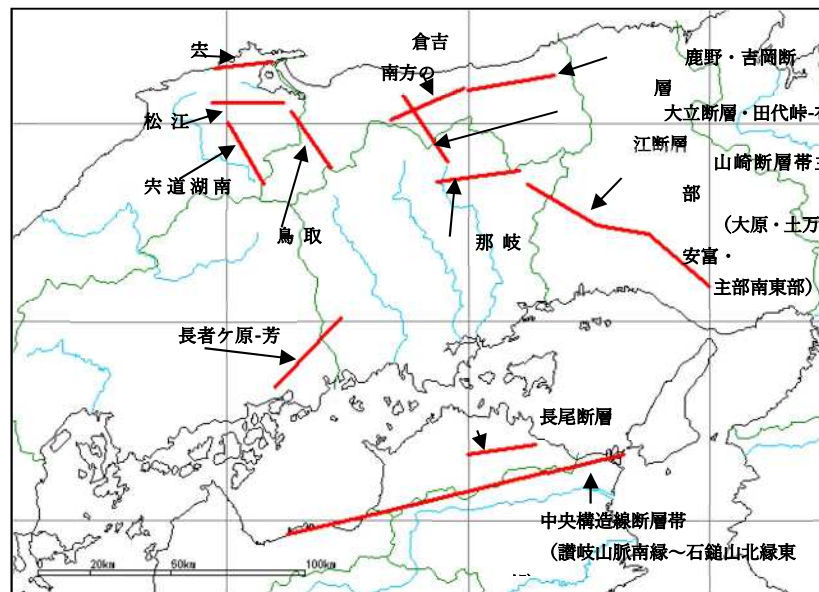 宍
倉吉
南方の
鹿野・吉岡断
層
大立断層・田代峠-
江断層
松江
宍道湖南
山崎断層帯主
部
(大原・土万
鳥取
那岐
安富・
主部南東部)
長者ケ原-芳
長尾断層
中央構造線断層帯
(讃岐山脈南縁～石鎚山北縁東
0 20km 60km 100km